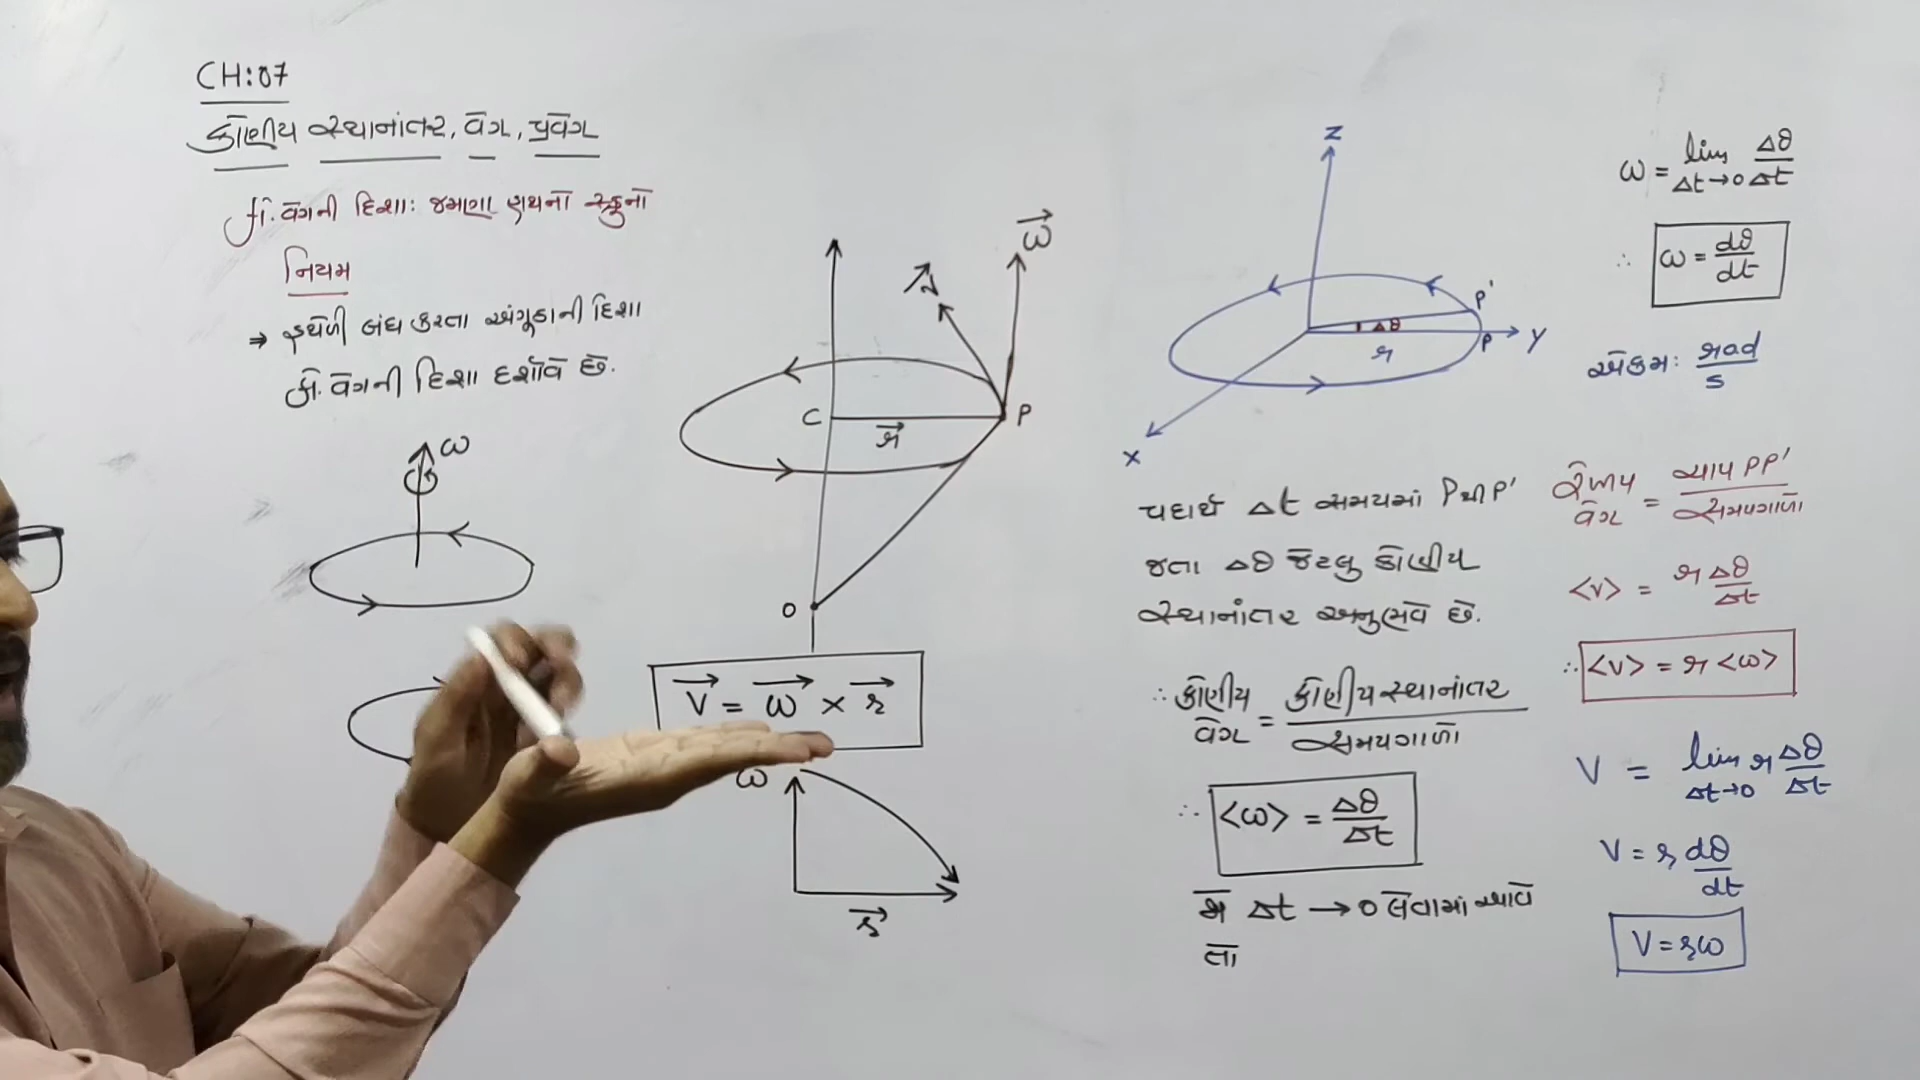 CH:07
કોણીય સ્થાનાંતર, વેગ, પ્રવેગ
કો. વેગની દિશા: જમણા હાથનો સ્ક્રુનો
નિયમ
⇒ હથેળી બંધ કરતા અંગૂઠાની દિશા
કો. વેગની દિશા દર્શાવે છે.
ω
ω⃗
v⃗
C
P
r⃗
O
v⃗ = ω⃗ × r⃗
ω
r⃗
Z
P'
Δθ
P
Y
r
X
પદાર્થ Δt સમયમાં P થી P'
જતા Δθ જેટલુ કોણીય
સ્થાનાંતર અનુભવે છે.
∴ કોણીય વેગ = કોણીય સ્થાનાંતર / સમયગાળો
∴ <ω> = Δθ/Δt
જો Δt → 0 લેવામાં આવે
તો
ω = lim Δt→0 Δθ/Δt
∴ ω = dθ/dt
એકમ: rad/s
રેખીય વેગ = ચાપ PP' / સમયગાળો
<v> = r Δθ/Δt
∴ <v> = r <ω>
V = lim Δt→0 r Δθ/Δt
V = r dθ/dt
V = rω